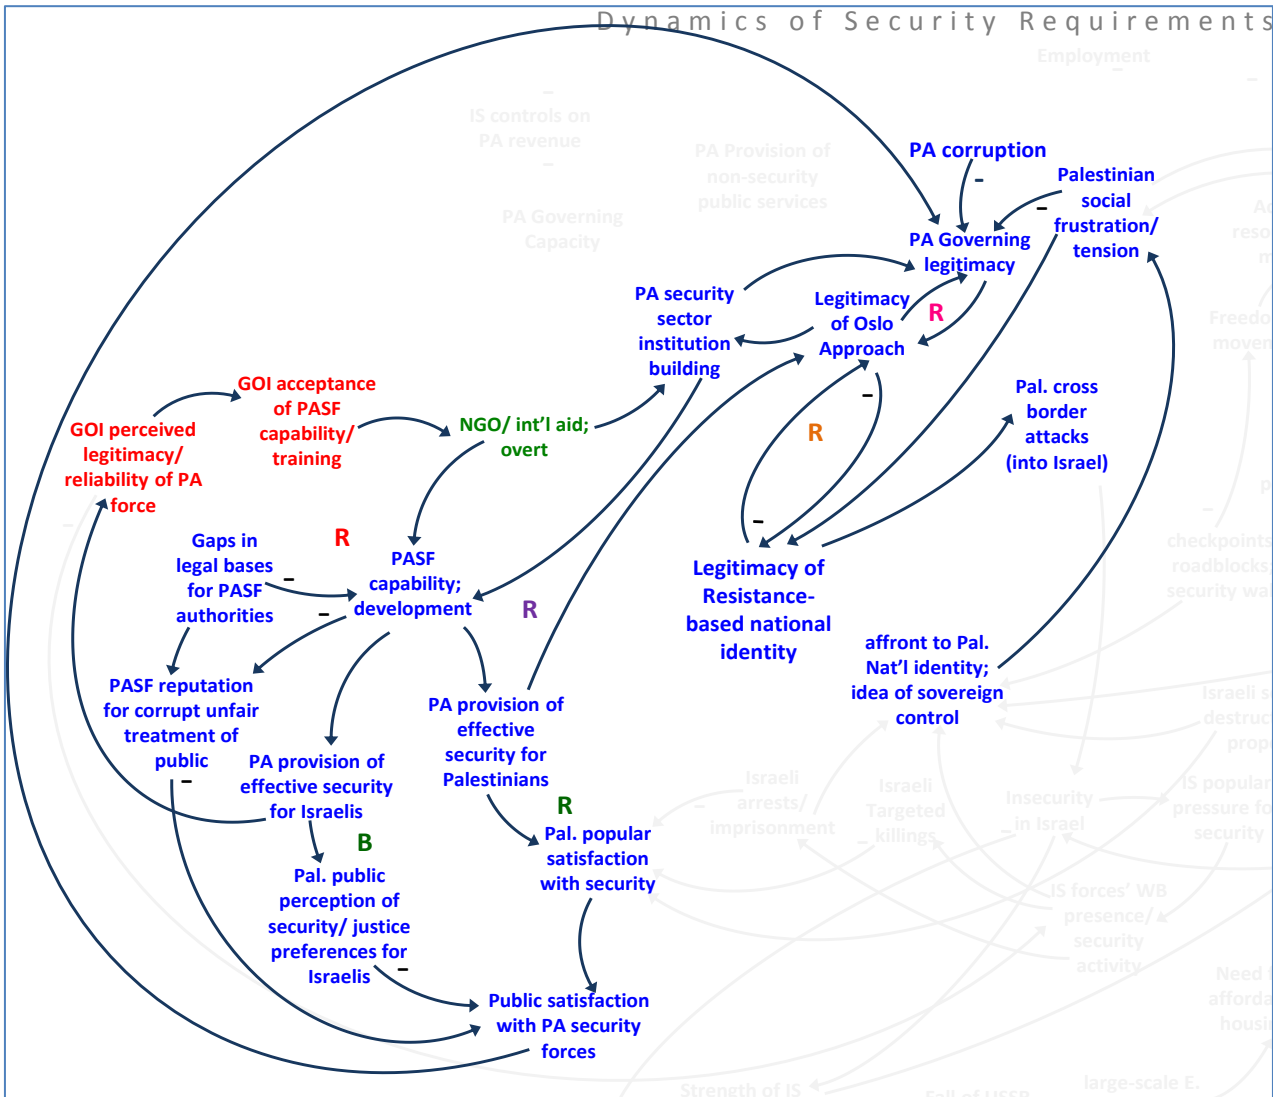 Dynamics of Security Requirements
Employment
–
–
–
IS controls on
PA revenue
–
PA Provision of
non-security
public services
PA Governing
Capacity
PA corruption
–
Palestinian
social
frustration/
tension
–
PA Governing
legitimacy
PA security
sector
institution
building
Legitimacy
of Oslo
Approach
R
–
R
–
Pal. cross
border
attacks
(into Israel)
GOI acceptance
of PASF
capability/
training
GOI perceived
legitimacy/
reliability of PA
force
–
NGO/ int'l aid;
overt
R
Gaps in
legal bases
for PASF
authorities
–
PASF
capability;
development
–
R
Legitimacy of
Resistance-
based national
identity
–
checkpoints
roadblocks;
security
affront to Pal.
Nat'l identity;
idea of sovereign
control
PASF reputation
for corrupt unfair
treatment of
public
–
PA provision of
effective security
for Israelis
PA provision of
effective
security for
Palestinians
R
B
Pal. popular
satisfaction
with security
Pal. public
perception of
security/ justice
preferences for
Israelis
–
Public satisfaction
with PA security
forces
Israeli
arrests/
imprisonment
–
Israeli
Targeted
killings
–
Insecurity
in Israel
–
Israeli
IS popular
pressure
security
IS forces' WB
presence/
security
activity
Need
Strength of IS
large-scale E.